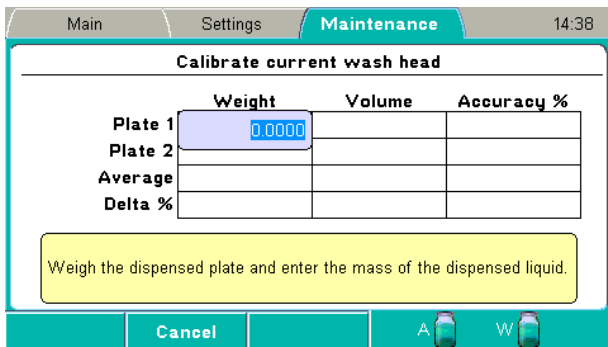 Main Settings Maintenance 14:38
Calibrate current wash head
Weight Volume Accuracy %
Plate 1 0.0000
Plate 2
Average
Delta %
Weigh the dispensed plate and enter the mass of the dispensed liquid.
Cancel A W